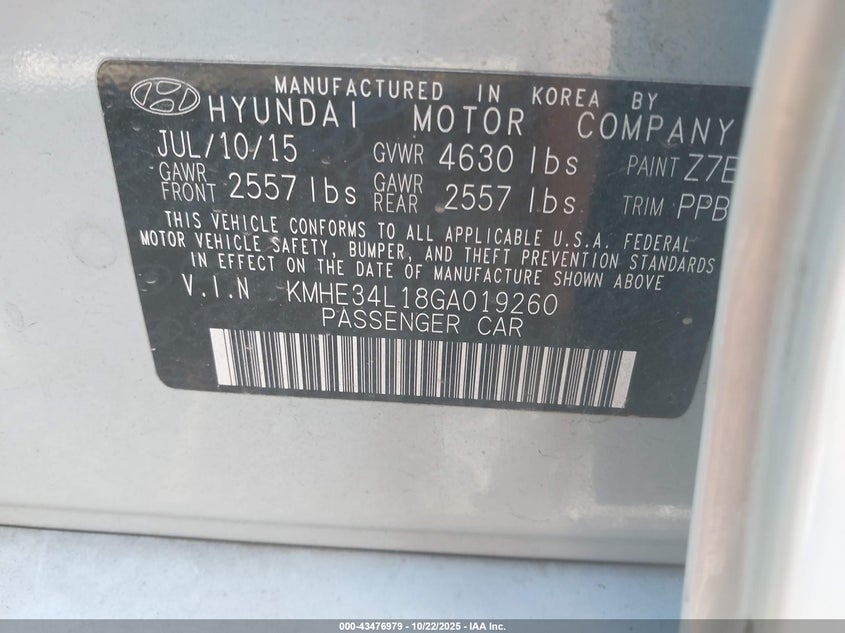 MANUFACTURED IN KOREA BY
HYUNDAI MOTOR COMPANY
JUL/10/15 GVWR 4630 lbs PAINT Z7E
GAWR FRONT 2557 lbs GAWR REAR 2557 lbs TRIM PPB
THIS VEHICLE CONFORMS TO ALL APPLICABLE U.S.A. FEDERAL
MOTOR VEHICLE SAFETY, BUMPER, AND THEFT PREVENTION STANDARDS
IN EFFECT ON THE DATE OF MANUFACTURE SHOWN ABOVE
V.I.N KMHE34L18GA019260
PASSENGER CAR
000-43476979 - 10/22/2025 - IAA Inc.